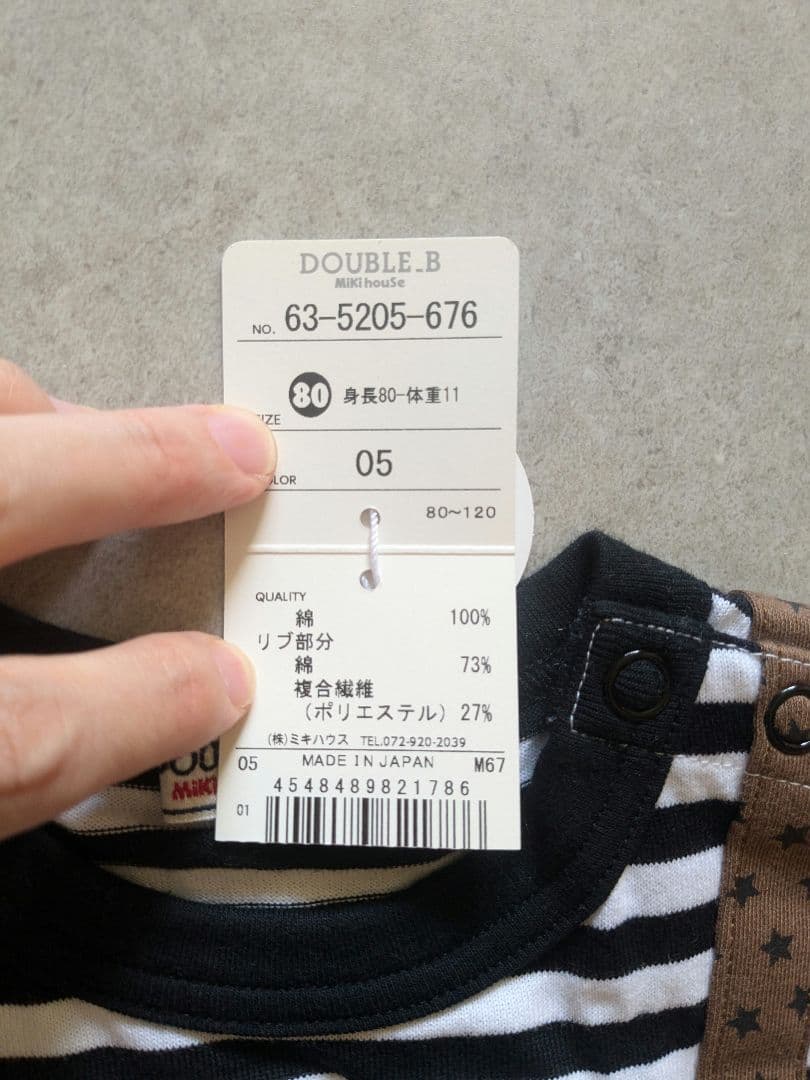 DOUBLE_B
MiKi houSe
NO. 63-5205-676
SIZE 80 身長80-体重11
COLOR 05
80〜120
QUALITY
綿 100%
リブ部分
綿 73%
複合繊維
（ポリエステル）27%
(株)ミキハウス TEL.072-920-2039
05 MADE IN JAPAN M67
4548489821786
01